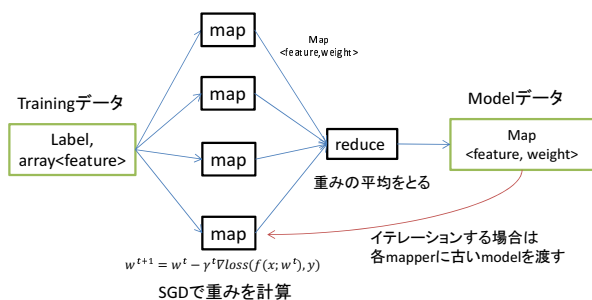 map
Map
<feature,weight>
map
Trainingデータ
Modelデータ
Label,
array<feature>
map
reduce
Map
<feature, weight>
重みの平均をとる
map
イテレーションする場合は
各mapperに古いmodelを渡す
w^{t+1} = w^t − γ^t∇loss(f(x; w^t), y)
SGDで重みを計算